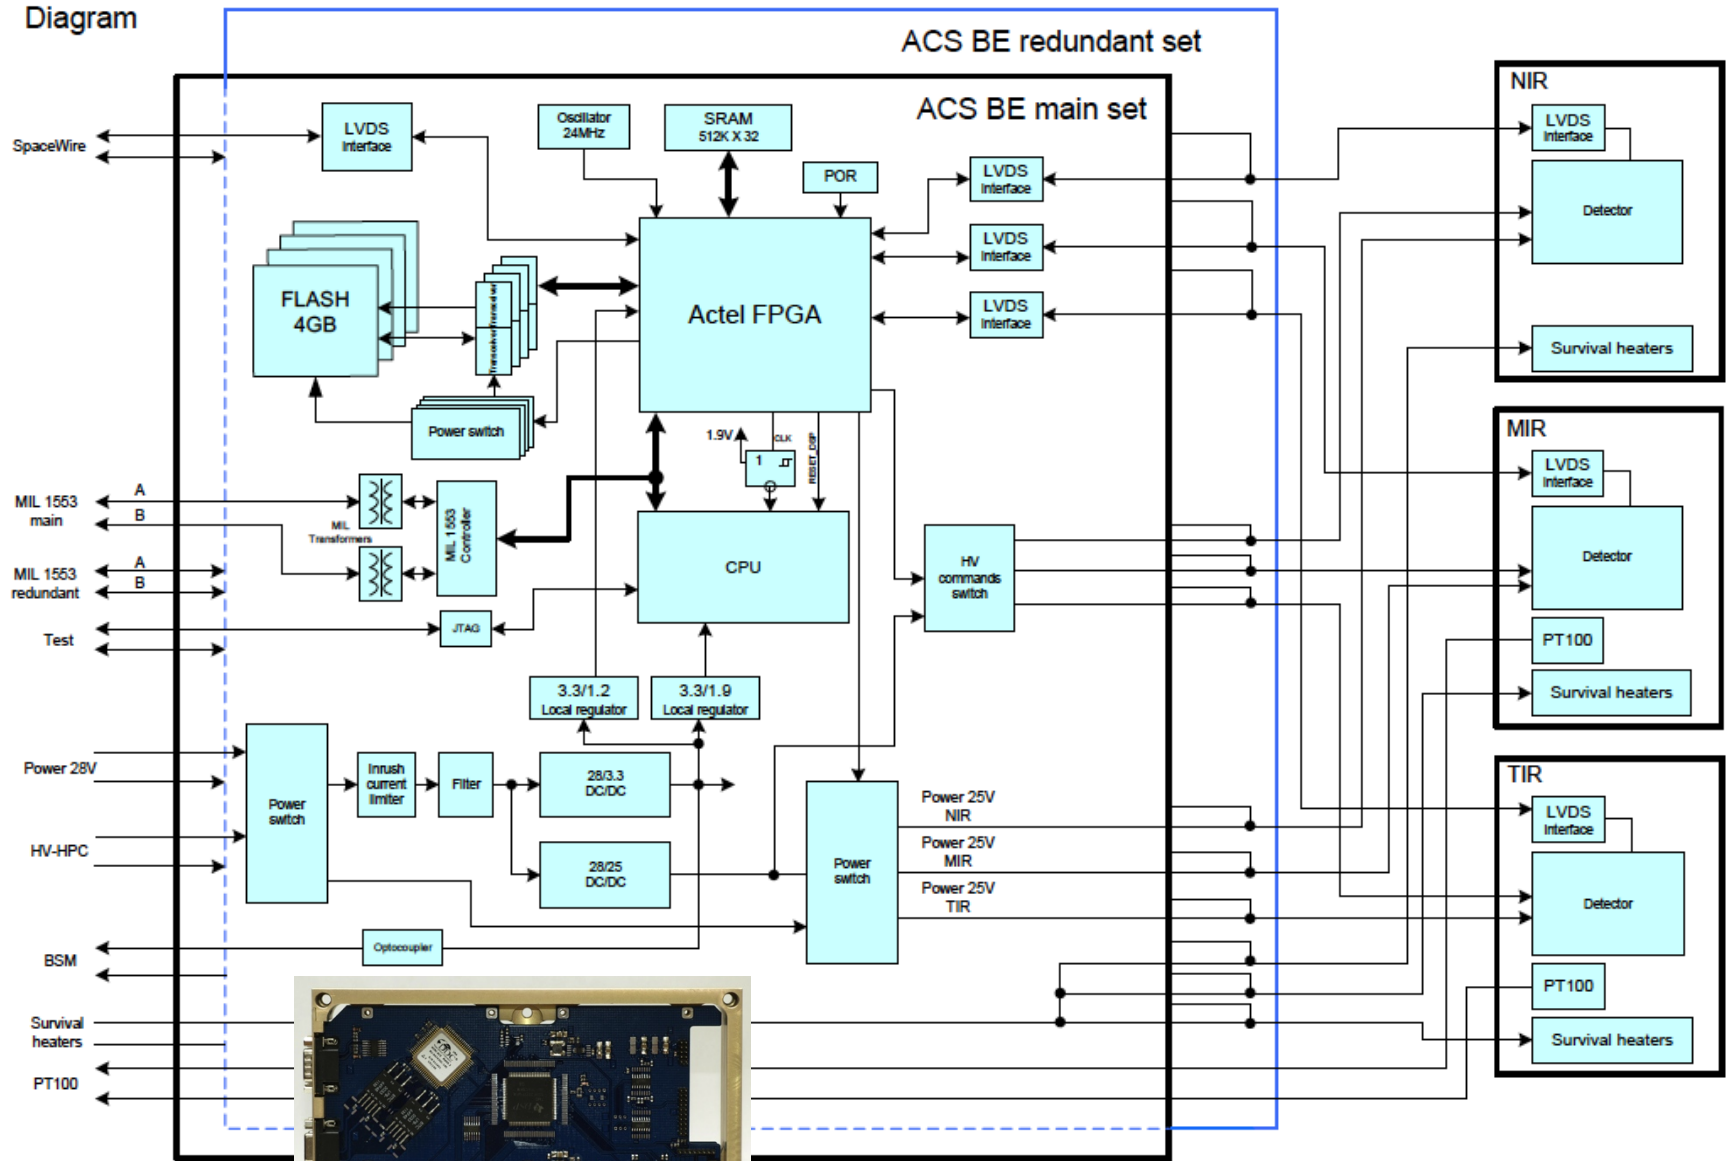 Diagram
ACS BE redundant set
ACS BE main set
SpaceWire
LVDS
Interface
Oscillator
24MHz
SRAM
512K X 32
POR
LVDS
Interface
LVDS
Interface
LVDS
Interface
FLASH
4GB
Transceiver
Transceiver
Power switch
Actel FPGA
1.9V
CLK
RESET_DSP
1
MIL 1553
main
A
B
MIL
Transformers
MIL 1553
Controller
MIL 1553
redundant
A
B
CPU
HV
commands
switch
Test
JTAG
3.3/1.2
Local regulator
3.3/1.9
Local regulator
Power 28V
Power
switch
Inrush
current
limiter
Filter
28/3.3
DC/DC
HV-HPC
28/25
DC/DC
Power
switch
Power 25V
NIR
Power 25V
MIR
Power 25V
TIR
BSM
Optocoupler
Survival
heaters
PT100
NIR
LVDS
Interface
Detector
Survival heaters
MIR
LVDS
Interface
Detector
PT100
Survival heaters
TIR
LVDS
Interface
Detector
PT100
Survival heaters